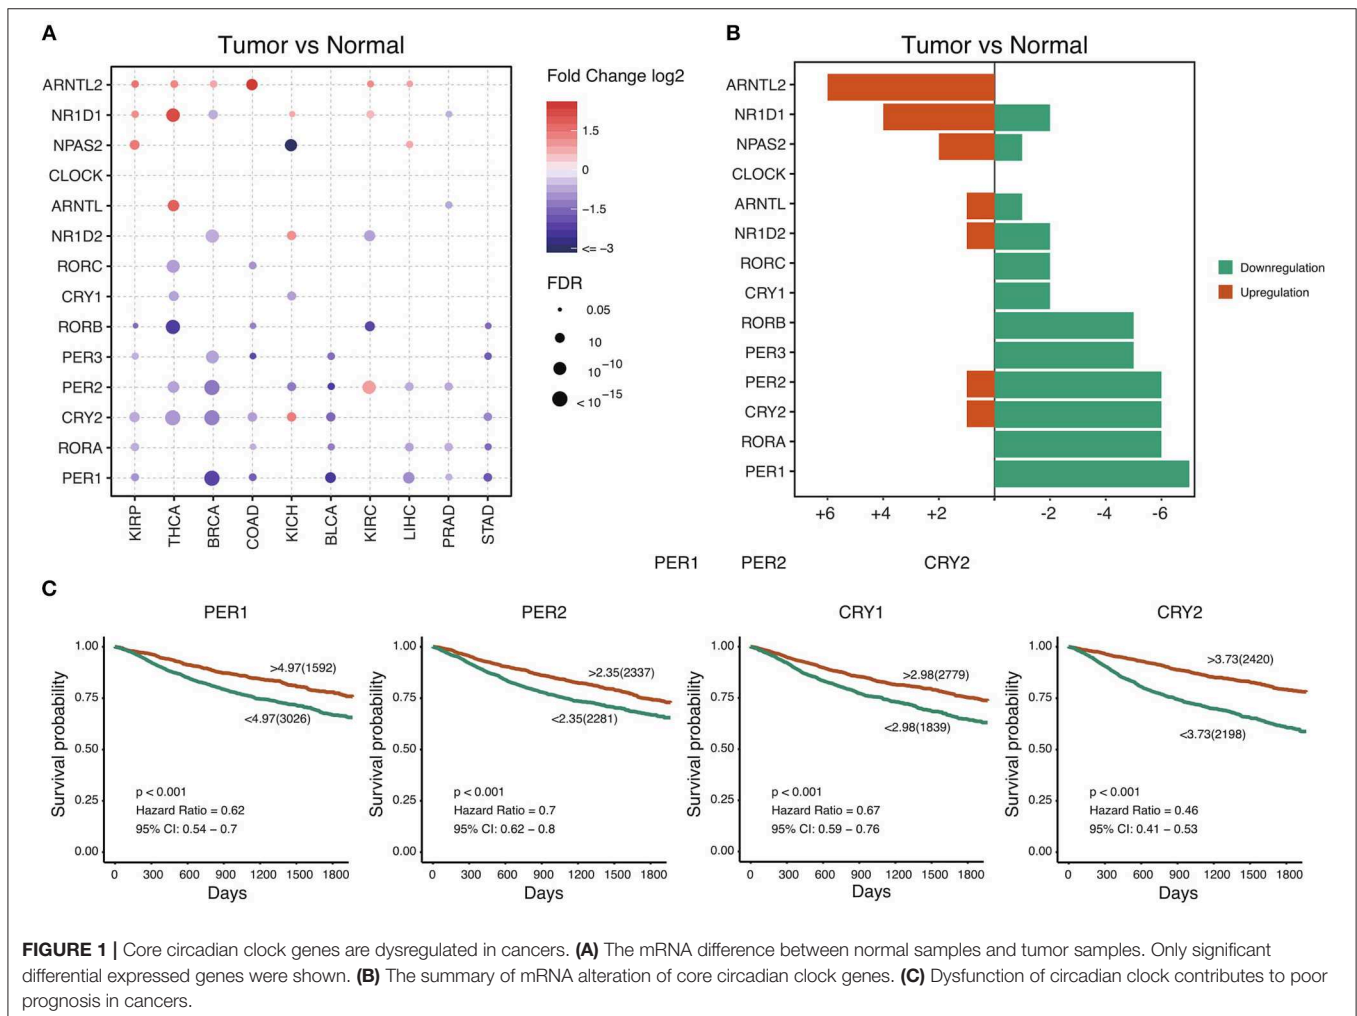 A
Tumor vs Normal
ARNTL2
NR1D1
NPAS2
CLOCK
ARNTL
NR1D2
RORC
CRY1
RORB
PER3
PER2
CRY2
RORA
PER1
KIRP
THCA
BRCA
COAD
KICH
BLCA
KIRC
LIHC
PRAD
STAD
Fold Change log2
1.5
0
−1.5
<= −3
FDR
0.05
10
10−10
< 10−15
B
Tumor vs Normal
ARNTL2
NR1D1
NPAS2
CLOCK
ARNTL
NR1D2
RORC
CRY1
RORB
PER3
PER2
CRY2
RORA
PER1
+6 +4 +2 -2 -4 -6
Downregulation
Upregulation
PER1 PER2 CRY2
C
PER1
Survival probability
1.00
0.75
0.50
0.25
0.00
>4.97(1592)
<4.97(3026)
p < 0.001
Hazard Ratio = 0.62
95% CI: 0.54 − 0.7
0 300 600 900 1200 1500 1800
Days
PER2
Survival probability
1.00
0.75
0.50
0.25
0.00
>2.35(2337)
<2.35(2281)
p < 0.001
Hazard Ratio = 0.7
95% CI: 0.62 − 0.8
0 300 600 900 1200 1500 1800
Days
CRY1
Survival probability
1.00
0.75
0.50
0.25
0.00
>2.98(2779)
<2.98(1839)
p < 0.001
Hazard Ratio = 0.67
95% CI: 0.59 − 0.76
0 300 600 900 1200 1500 1800
Days
CRY2
Survival probability
1.00
0.75
0.50
0.25
0.00
>3.73(2420)
<3.73(2198)
p < 0.001
Hazard Ratio = 0.46
95% CI: 0.41 − 0.53
0 300 600 900 1200 1500 1800
Days
FIGURE 1 | Core circadian clock genes are dysregulated in cancers. (A) The mRNA difference between normal samples and tumor samples. Only significant
differential expressed genes were shown. (B) The summary of mRNA alteration of core circadian clock genes. (C) Dysfunction of circadian clock contributes to poor
prognosis in cancers.